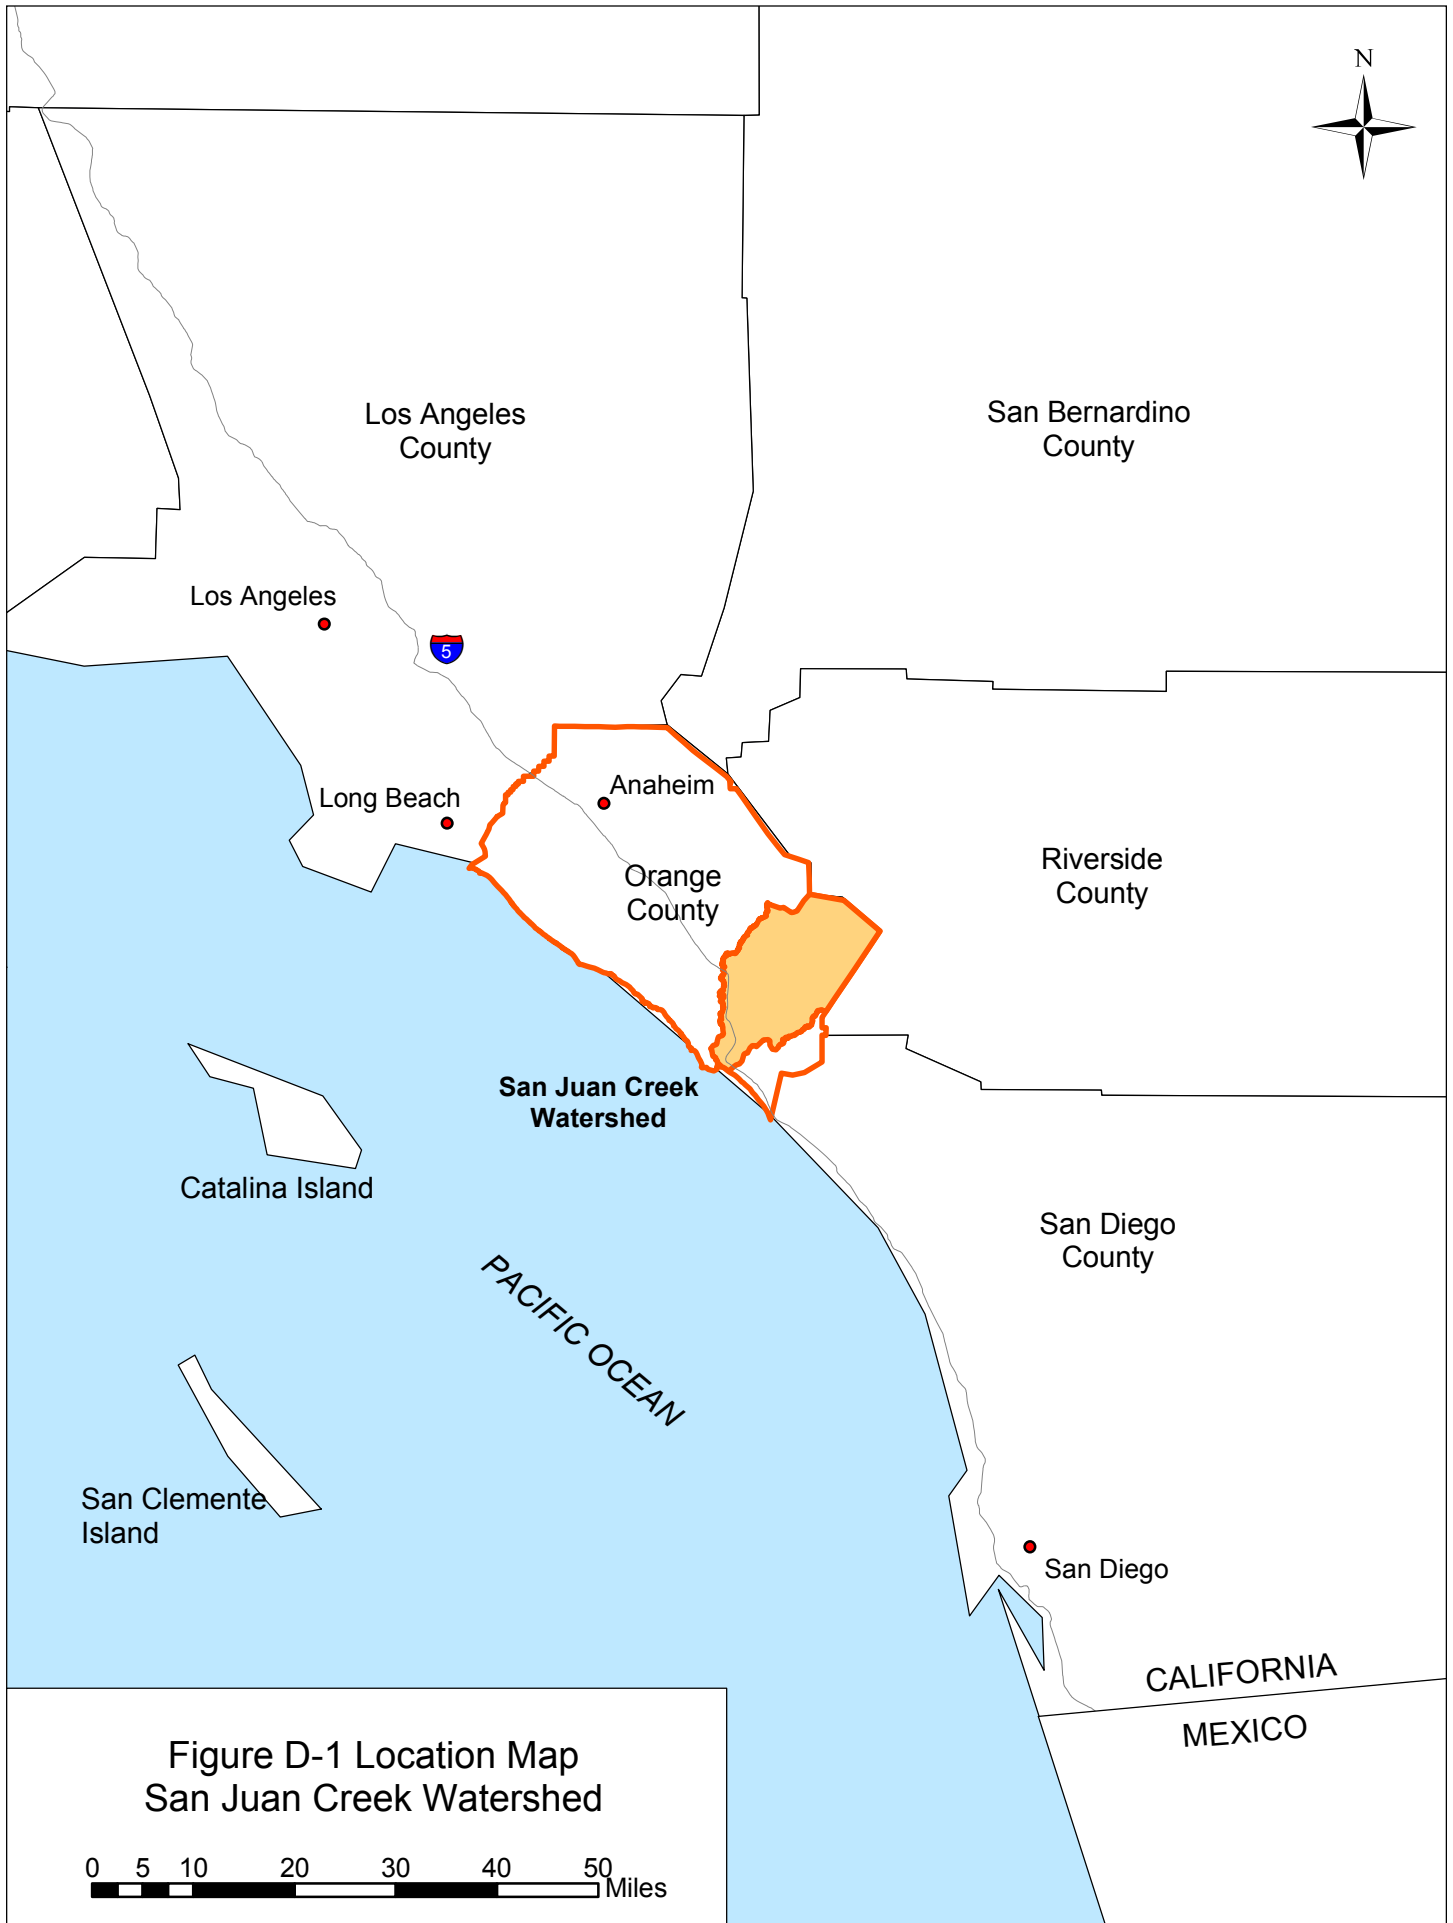 N
Los Angeles
County
San Bernardino
County
Los Angeles
5
Long Beach
Anaheim
Orange
County
Riverside
County
San Juan Creek
Watershed
Catalina Island
San Diego
County
PACIFIC OCEAN
San Clemente
Island
San Diego
CALIFORNIA
MEXICO
Figure D-1 Location Map
San Juan Creek Watershed
0 5 10 20 30 40 50
Miles